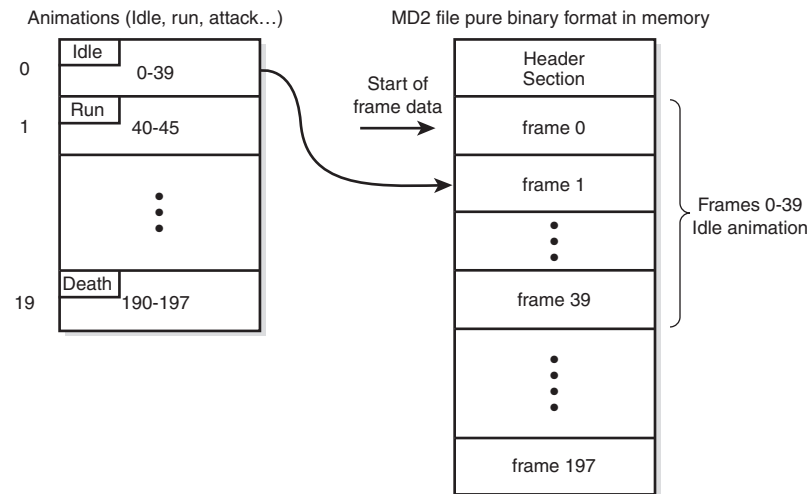 Animations (Idle, run, attack…)
0
Idle
0-39
1
Run
40-45
19
Death
190-197
MD2 file pure binary format in memory
Start of
frame data
Header
Section
frame 0
frame 1
frame 39
frame 197
Frames 0-39
Idle animation